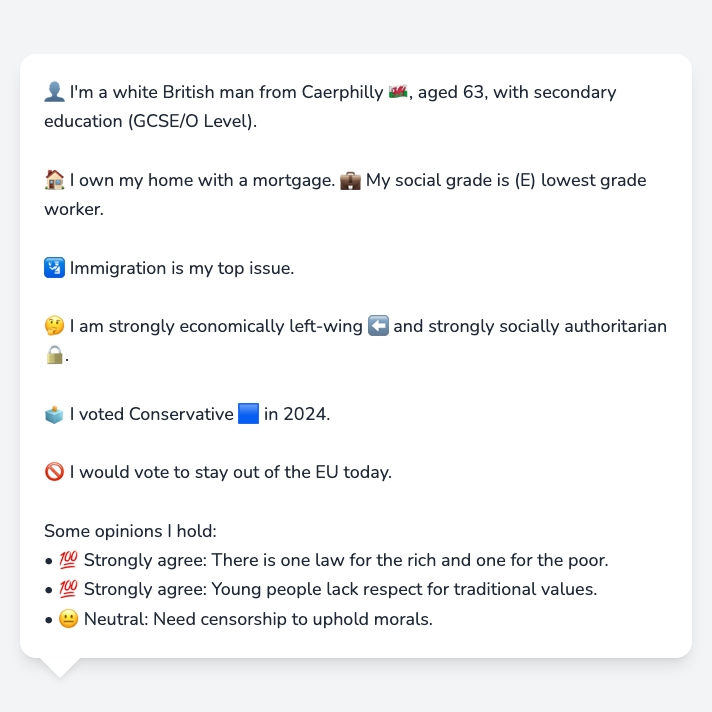 👤 I'm a white British man from Caerphilly 🏴󠁧󠁢󠁷󠁬󠁳󠁿, aged 63, with secondary
education (GCSE/O Level).
🏠 I own my home with a mortgage. 💼 My social grade is (E) lowest grade
worker.
🛂 Immigration is my top issue.
🤔 I am strongly economically left-wing ⬅️ and strongly socially authoritarian
🔒.
🗳️ I voted Conservative 🟦 in 2024.
🚫 I would vote to stay out of the EU today.
Some opinions I hold:
• 💯 Strongly agree: There is one law for the rich and one for the poor.
• 💯 Strongly agree: Young people lack respect for traditional values.
• 😐 Neutral: Need censorship to uphold morals.